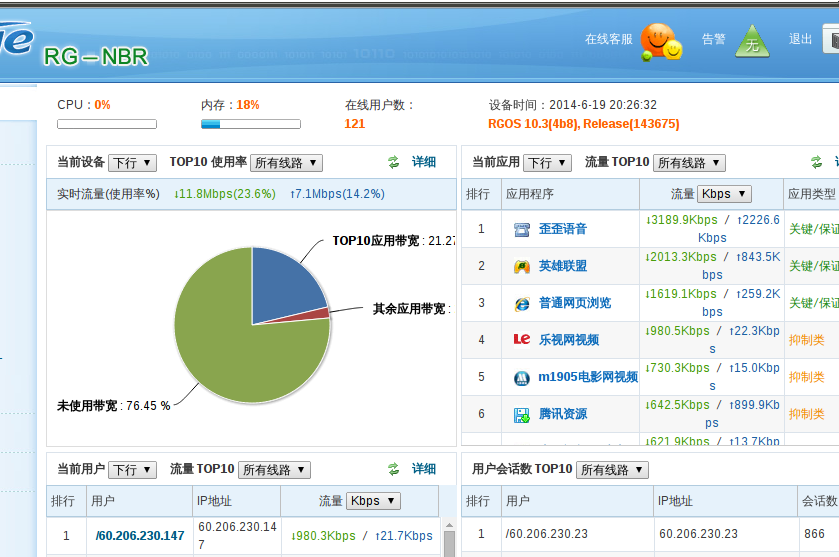 RG－NBR
在线客服
告警
无
退出
CPU：0%
内存：18%
在线用户数：
121
设备时间：2014-6-19 20:26:32
RGOS 10.3(4b8), Release(143675)
当前设备 下行 ▼ TOP10 使用率 所有线路 ▼ 详细
实时流量(使用率%) ↓11.8Mbps(23.6%) ↑7.1Mbps(14.2%)
TOP10应用带宽 : 21.27
其余应用带宽 :
未使用带宽 : 76.45 %
当前应用 下行 ▼ 流量 TOP10 所有线路 ▼
排行 应用程序 流量 Kbps ▼ 应用类型
1 歪歪语音 ↓3189.9Kbps / ↑2226.6
Kbps 关键/保证
2 英雄联盟 ↓2013.3Kbps / ↑843.5K
bps 关键/保证
3 普通网页浏览 ↓1619.1Kbps / ↑259.2K
bps 关键/保证
4 乐视网视频 ↓980.5Kbps / ↑22.3Kbp
s 抑制类
5 m1905电影网视频 ↓730.3Kbps / ↑15.0Kbp
s 抑制类
6 腾讯资源 ↓642.5Kbps / ↑899.9Kb
ps 抑制类
↓621.9Kbps / ↑13.7Kbp
当前用户 下行 ▼ 流量 TOP10 所有线路 ▼ 详细
排行 用户 IP地址 流量 Kbps ▼
1 /60.206.230.147 60.206.230.14
7 ↓980.3Kbps / ↑21.7Kbps
用户会话数 TOP10 所有线路 ▼
排行 用户 IP地址 会话数
1 /60.206.230.23 60.206.230.23 866